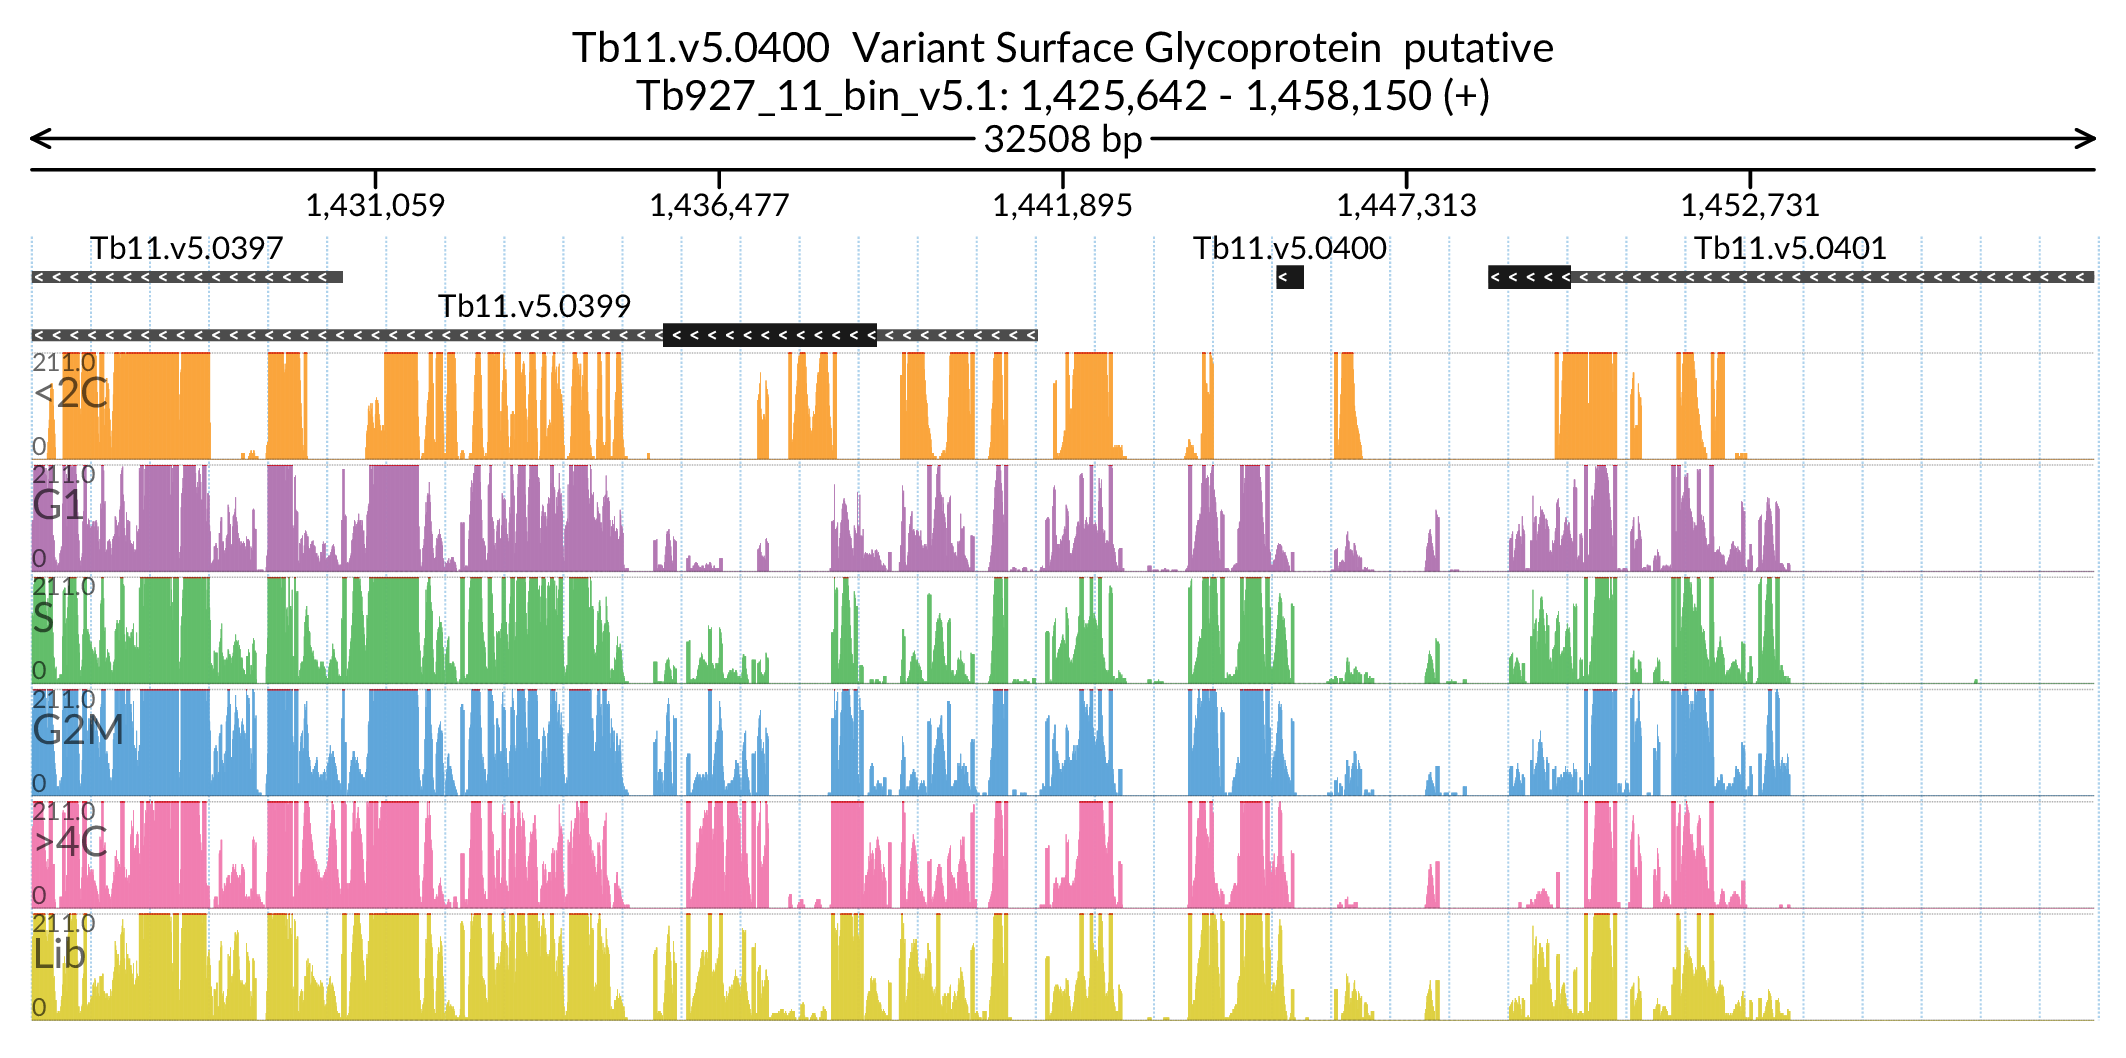 Tb11.v5.0400 Variant Surface Glycoprotein putative
Tb927_11_bin_v5.1: 1,425,642 - 1,458,150 (+)
32508 bp
1,431,059 1,436,477 1,441,895 1,447,313 1,452,731
Tb11.v5.0397 Tb11.v5.0400 Tb11.v5.0401
Tb11.v5.0399
211.0
<2C
0
211.0
G1
0
211.0
S
0
211.0
G2M
0
211.0
>4C
0
211.0
Lib
0